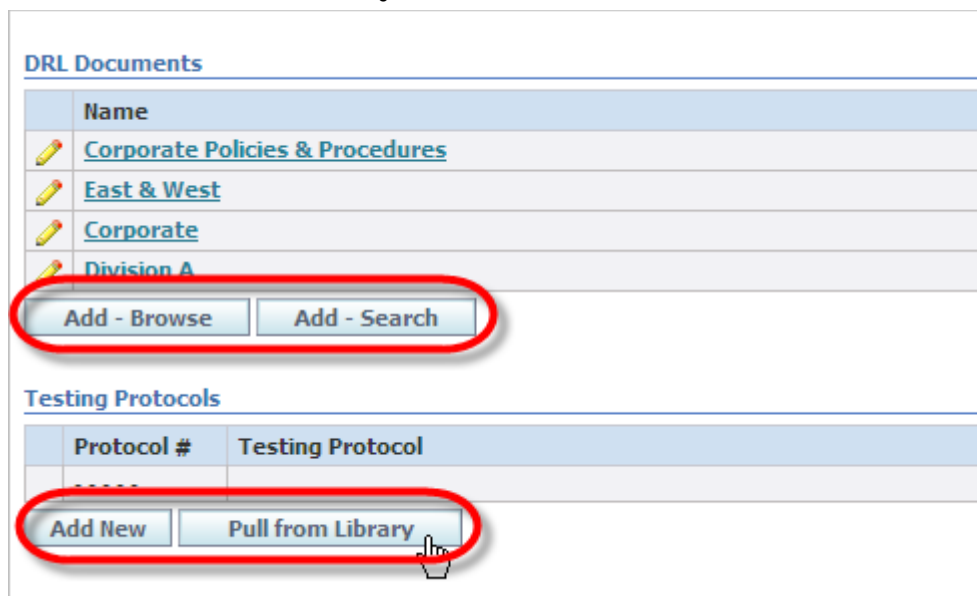 DRL Documents
Name
Corporate Policies & Procedures
East & West
Corporate
Division A
Add - Browse Add - Search
Testing Protocols
Protocol # Testing Protocol
Add New Pull from Library